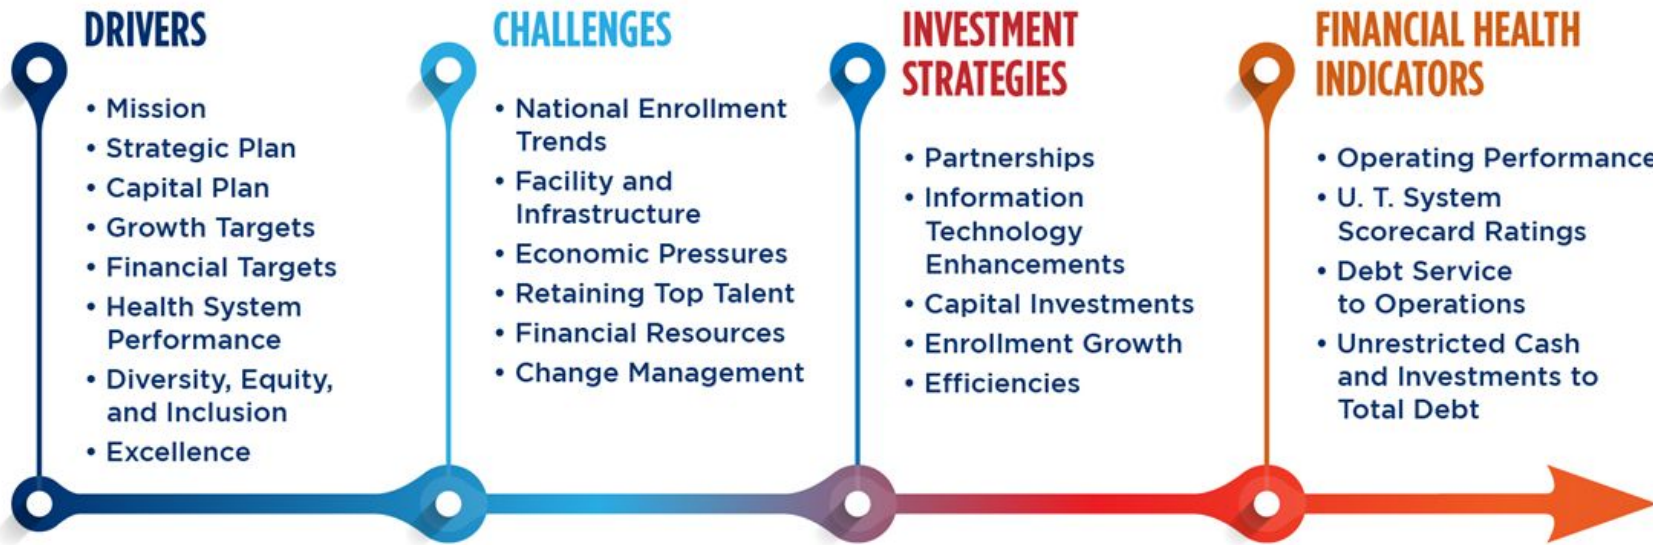 DRIVERS
• Mission
• Strategic Plan
• Capital Plan
• Growth Targets
• Financial Targets
• Health System
Performance
• Diversity, Equity,
and Inclusion
• Excellence
CHALLENGES
• National Enrollment
Trends
• Facility and
Infrastructure
• Economic Pressures
• Retaining Top Talent
• Financial Resources
• Change Management
INVESTMENT
STRATEGIES
• Partnerships
• Information
Technology
Enhancements
• Capital Investments
• Enrollment Growth
• Efficiencies
FINANCIAL HEALTH
INDICATORS
• Operating Performance
• U. T. System
Scorecard Ratings
• Debt Service
to Operations
• Unrestricted Cash
and Investments to
Total Debt